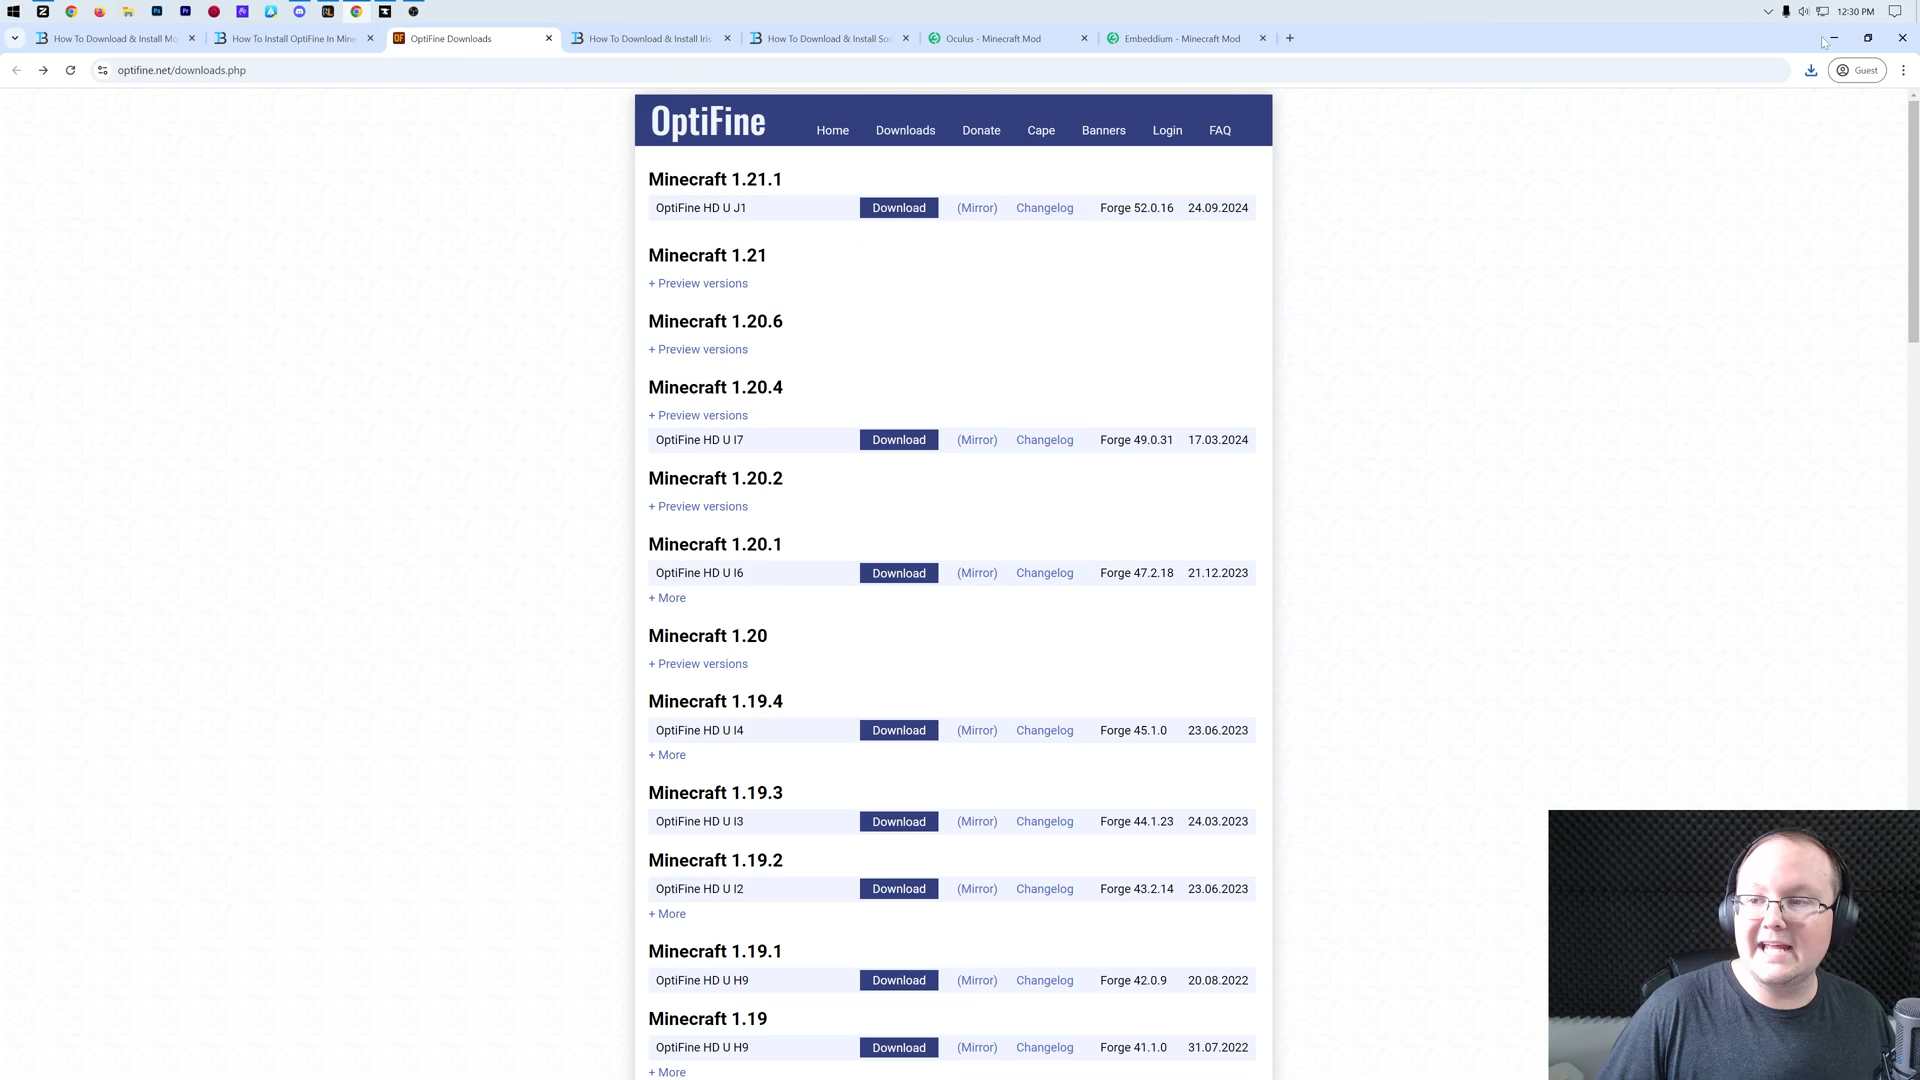 12:30 PM
How To Download & Install Mo
How To Install OptiFine In Mine
OptiFine Downloads
How To Download & Install Iris
How To Download & Install So
Oculus - Minecraft Mod
Embeddium - Minecraft Mod
optifine.net/downloads.php
Guest
OptiFine
Home Downloads Donate Cape Banners Login FAQ
Minecraft 1.21.1
OptiFine HD U J1 Download (Mirror) Changelog Forge 52.0.16 24.09.2024
Minecraft 1.21
+ Preview versions
Minecraft 1.20.6
+ Preview versions
Minecraft 1.20.4
+ Preview versions
OptiFine HD U I7 Download (Mirror) Changelog Forge 49.0.31 17.03.2024
Minecraft 1.20.2
+ Preview versions
Minecraft 1.20.1
OptiFine HD U I6 Download (Mirror) Changelog Forge 47.2.18 21.12.2023
+ More
Minecraft 1.20
+ Preview versions
Minecraft 1.19.4
OptiFine HD U I4 Download (Mirror) Changelog Forge 45.1.0 23.06.2023
+ More
Minecraft 1.19.3
OptiFine HD U I3 Download (Mirror) Changelog Forge 44.1.23 24.03.2023
Minecraft 1.19.2
OptiFine HD U I2 Download (Mirror) Changelog Forge 43.2.14 23.06.2023
+ More
Minecraft 1.19.1
OptiFine HD U H9 Download (Mirror) Changelog Forge 42.0.9 20.08.2022
Minecraft 1.19
OptiFine HD U H9 Download (Mirror) Changelog Forge 41.1.0 31.07.2022
+ More